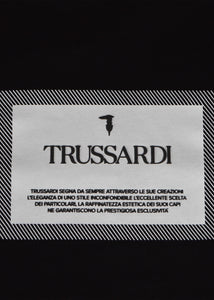 TRUSSARDI
TRUSSARDI SEGNA DA SEMPRE ATTRAVERSO LE SUE CREAZIONI
L'ELEGANZA DI UNO STILE INCONFONDIBILE L'ECCELLENTE SCELTA
DEI PARTICOLARI, LA RAFFINATEZZA ESTETICA DEI SUOI CAPI
NE GARANTISCONO LA PRESTIGIOSA ESCLUSIVITÀ